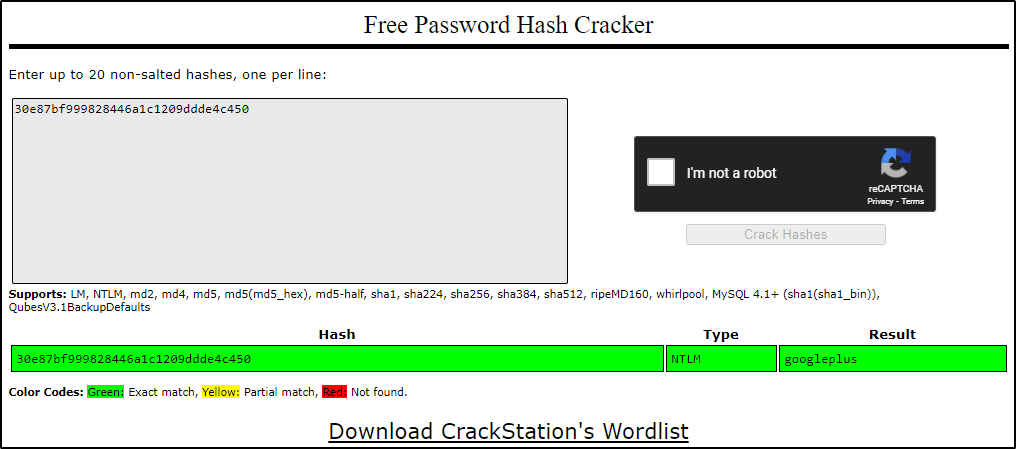 Free Password Hash Cracker
Enter up to 20 non-salted hashes, one per line:
30e87bf999828446a1c1209ddde4c450
I'm not a robot
reCAPTCHA
Privacy - Terms
Crack Hashes
Supports: LM, NTLM, md2, md4, md5, md5(md5_hex), md5-half, sha1, sha224, sha256, sha384, sha512, ripeMD160, whirlpool, MySQL 4.1+ (sha1(sha1_bin)),
QubesV3.1BackupDefaults
Hash Type Result
30e87bf999828446a1c1209ddde4c450 NTLM googleplus
Color Codes: Green: Exact match, Yellow: Partial match, Red: Not found.
Download CrackStation's Wordlist